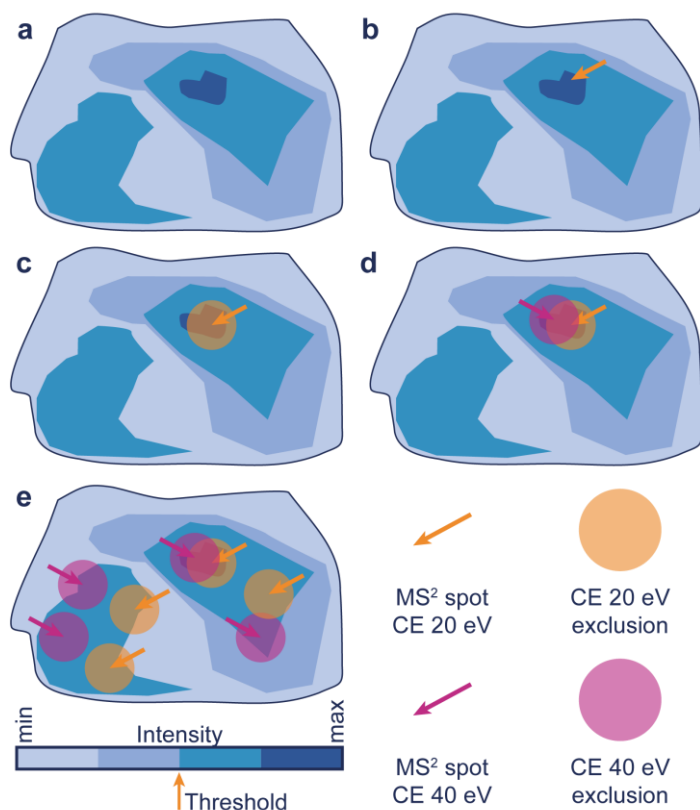 a
b
c
d
e
MS² spot
CE 20 eV
CE 20 eV
exclusion
MS² spot
CE 40 eV
CE 40 eV
exclusion
min
Intensity
max
Threshold